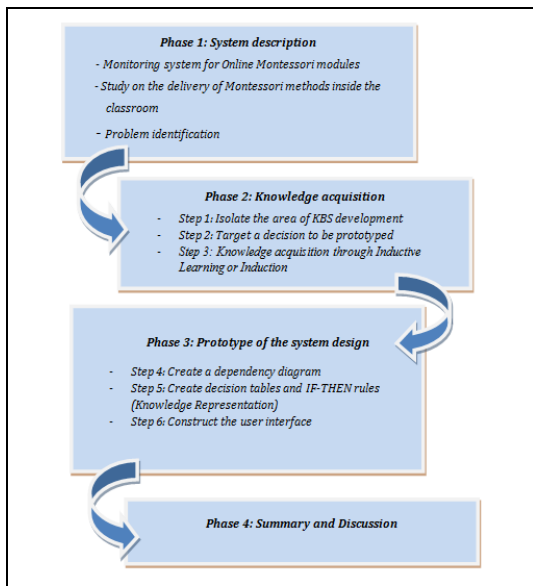 Phase 1: System description
- Monitoring system for Online Montessori modules
- Study on the delivery of Montessori methods inside the
classroom
- Problem identification
Phase 2: Knowledge acquisition
- Step 1: Isolate the area of KBS development
- Step 2: Target a decision to be prototyped
- Step 3: Knowledge acquisition through Inductive
Learning or Induction
Phase 3: Prototype of the system design
- Step 4: Create a dependency diagram
- Step 5: Create decision tables and IF-THEN rules
(Knowledge Representation)
- Step 6: Construct the user interface
Phase 4: Summary and Discussion